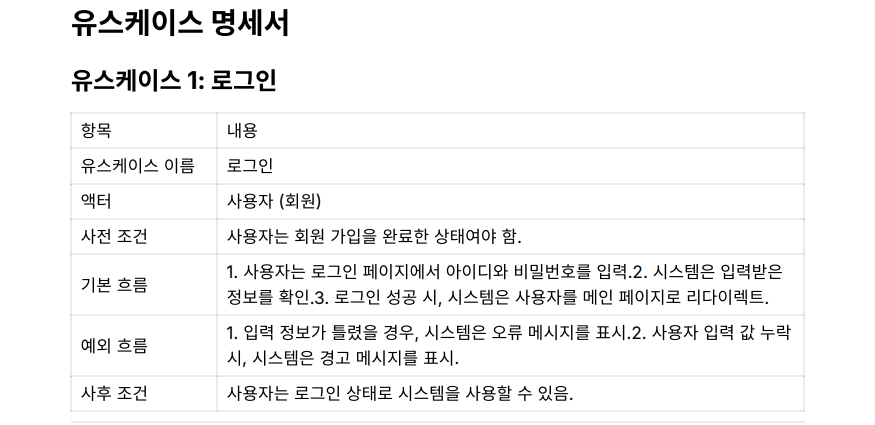 유스케이스 명세서
유스케이스 1: 로그인
항목 내용
유스케이스 이름 로그인
액터 사용자 (회원)
사전 조건 사용자는 회원 가입을 완료한 상태여야 함.
기본 흐름 1. 사용자는 로그인 페이지에서 아이디와 비밀번호를 입력.2. 시스템은 입력받은
정보를 확인.3. 로그인 성공 시, 시스템은 사용자를 메인 페이지로 리다이렉트.
예외 흐름 1. 입력 정보가 틀렸을 경우, 시스템은 오류 메시지를 표시.2. 사용자 입력 값 누락
시, 시스템은 경고 메시지를 표시.
사후 조건 사용자는 로그인 상태로 시스템을 사용할 수 있음.